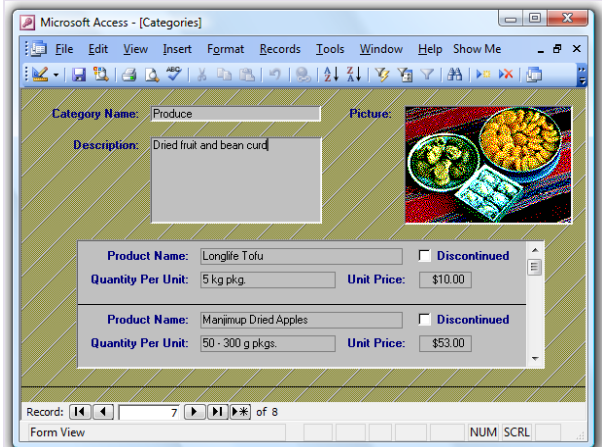 Microsoft Access - [Categories]
File Edit View Insert Format Records Tools Window Help Show Me
Category Name: Produce Picture:
Description: Dried fruit and bean curd
Product Name: Longlife Tofu Discontinued
Quantity Per Unit: 5 kg pkg. Unit Price: $10.00
Product Name: Manjimup Dried Apples Discontinued
Quantity Per Unit: 50 - 300 g pkgs. Unit Price: $53.00
Record: 7 of 8
Form View NUM SCRL